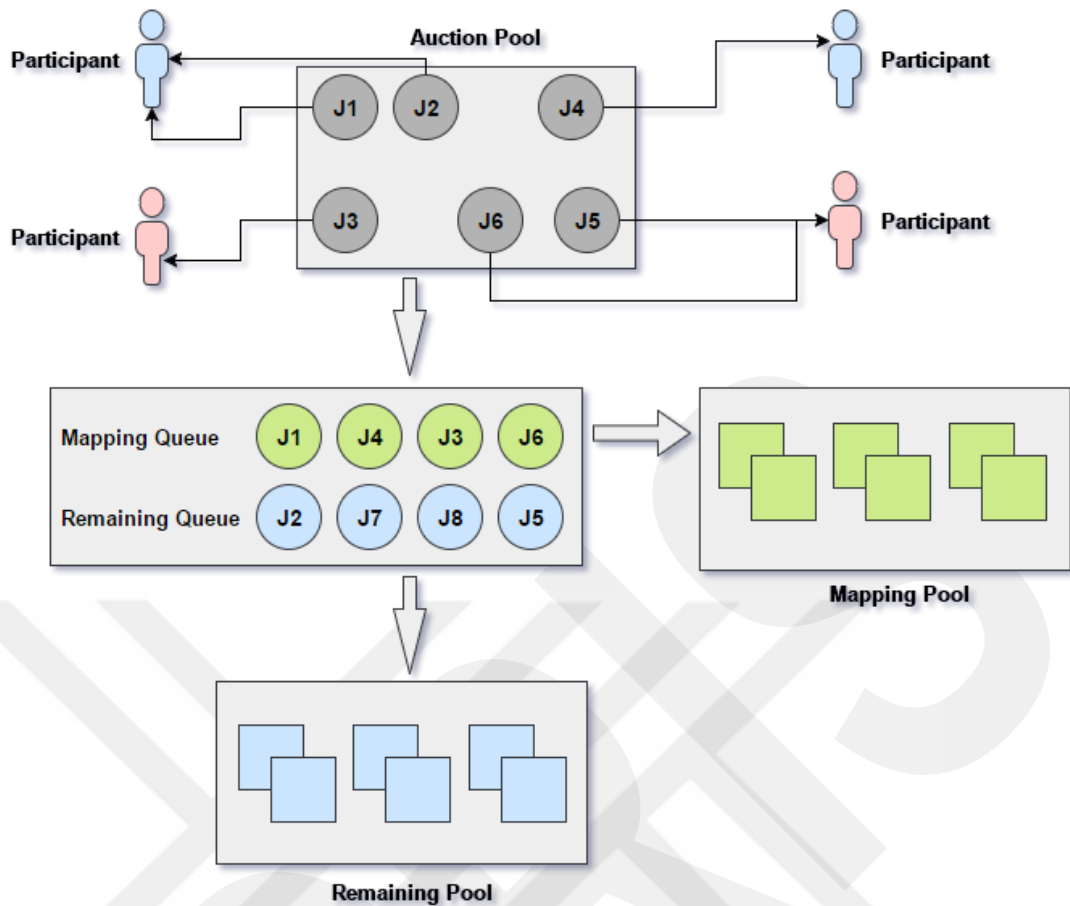 Auction Pool
Participant
Participant
J1
J2
J4
Participant
Participant
J3
J6
J5
Mapping Queue
J1
J4
J3
J6
Remaining Queue
J2
J7
J8
J5
Mapping Pool
Remaining Pool